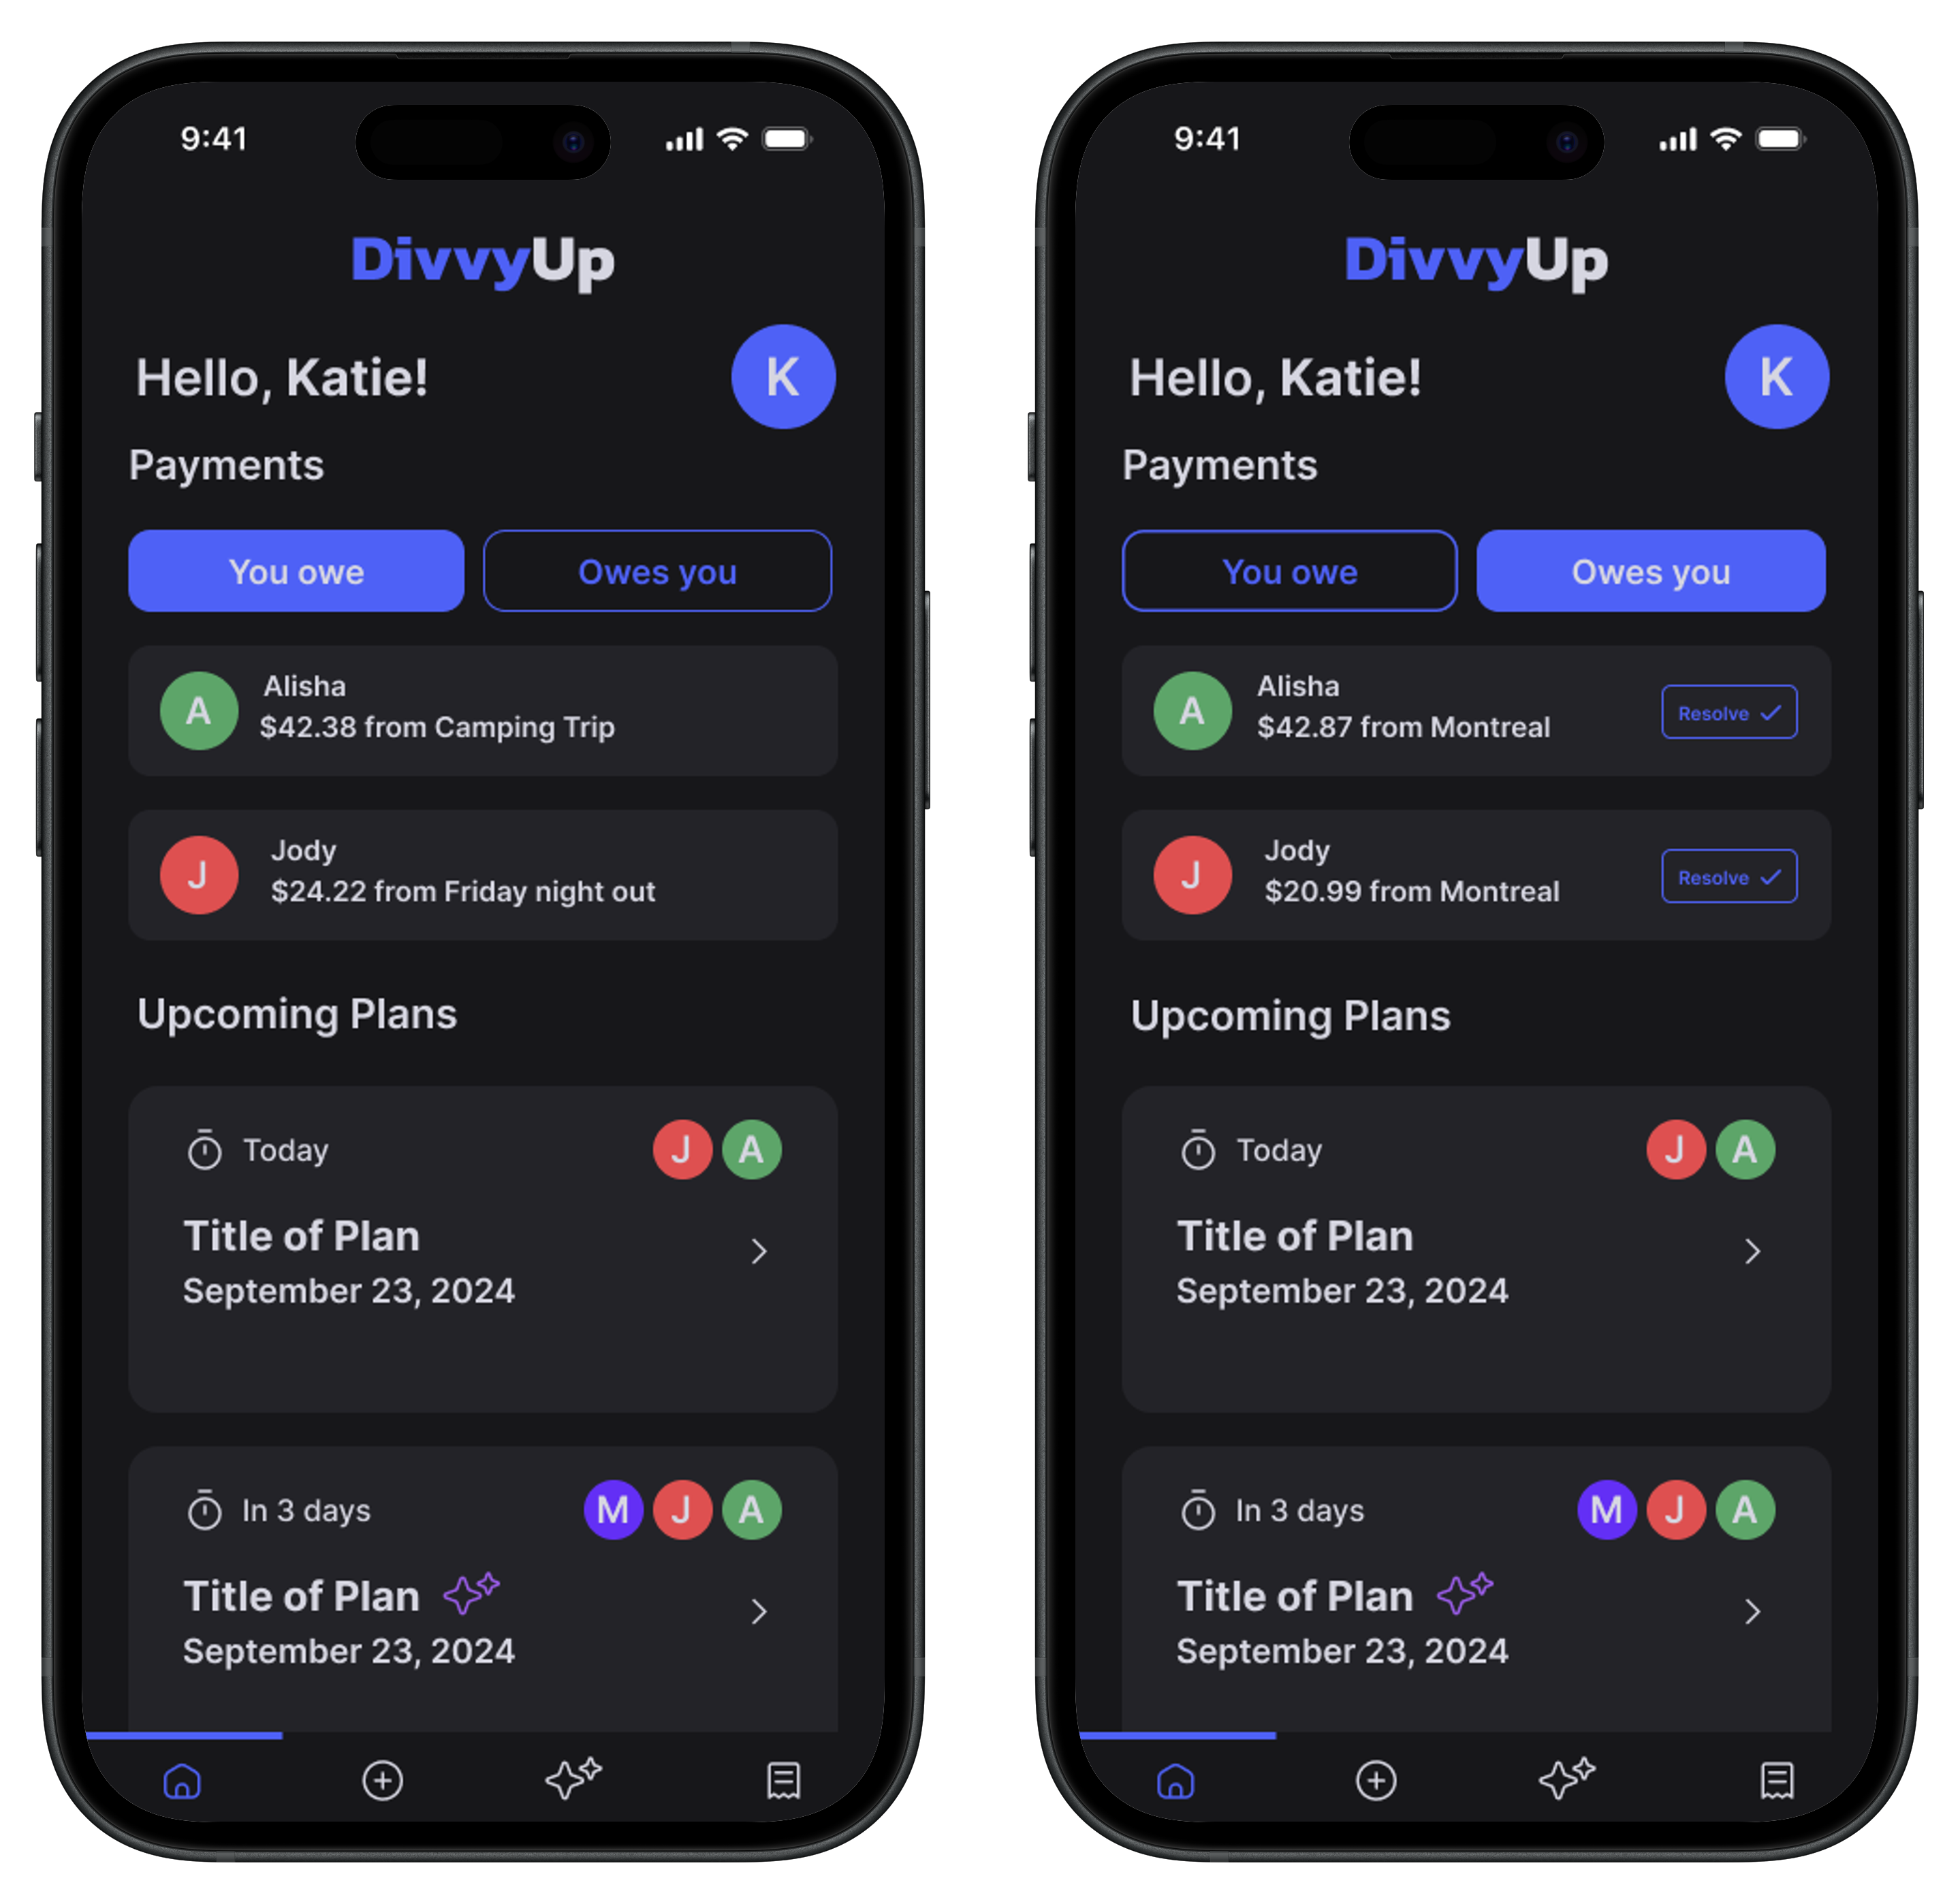 9:41
DivvyUp
Hello, Katie!
K
Payments
You owe
Owes you
A
Alisha
$42.38 from Camping Trip
J
Jody
$24.22 from Friday night out
Upcoming Plans
Today
J A
Title of Plan
September 23, 2024
In 3 days
M J A
Title of Plan
September 23, 2024
9:41
DivvyUp
Hello, Katie!
K
Payments
You owe
Owes you
A
Alisha
$42.87 from Montreal
Resolve
J
Jody
$20.99 from Montreal
Resolve
Upcoming Plans
Today
J A
Title of Plan
September 23, 2024
In 3 days
M J A
Title of Plan
September 23, 2024